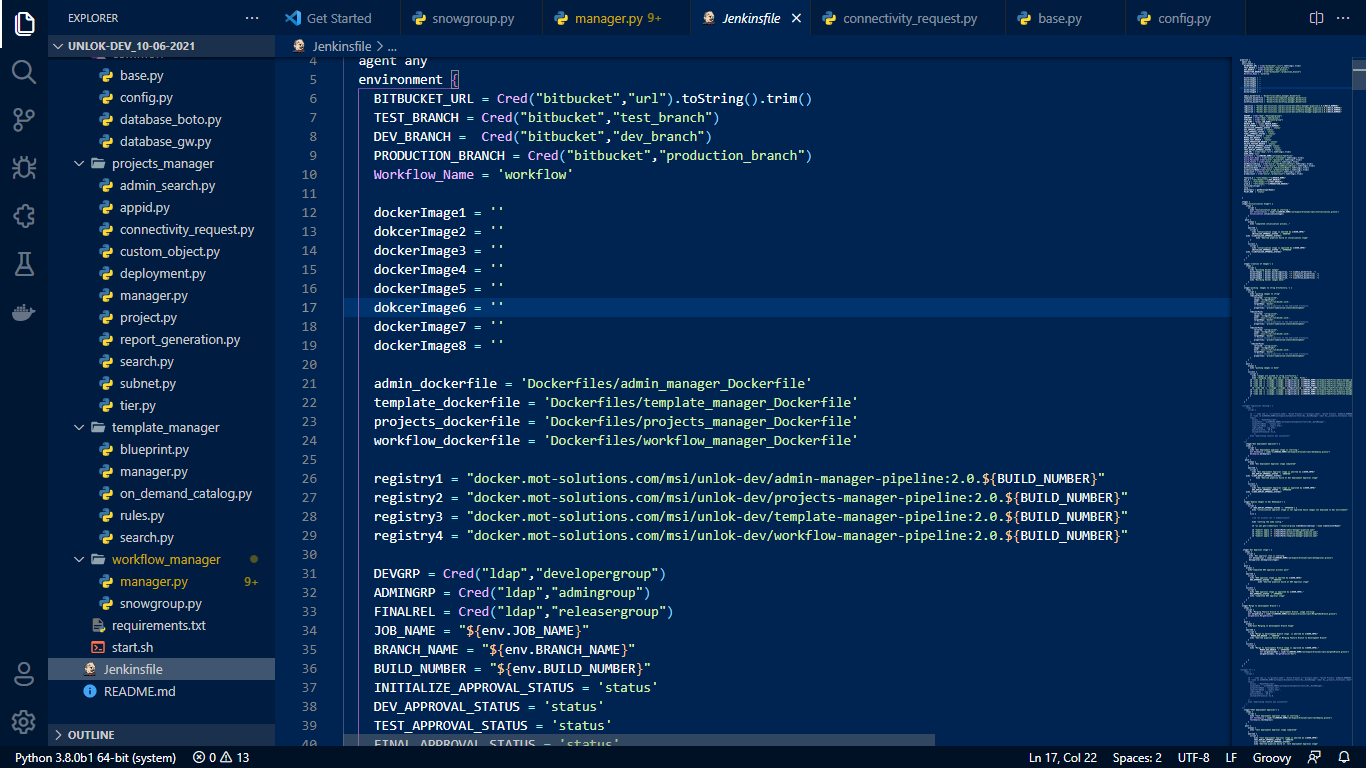 EXPLORER
UNLOK-DEV_10-06-2021
base.py
config.py
database_boto.py
database_gw.py
projects_manager
admin_search.py
appid.py
connectivity_request.py
custom_object.py
deployment.py
manager.py
project.py
report_generation.py
search.py
subnet.py
tier.py
template_manager
blueprint.py
manager.py
on_demand_catalog.py
rules.py
search.py
workflow_manager
manager.py 9+
snowgroup.py
requirements.txt
start.sh
Jenkinsfile
README.md
OUTLINE
Get Started
snowgroup.py
manager.py 9+
Jenkinsfile
connectivity_request.py
base.py
config.py
Jenkinsfile > ...
4 agent any
5 environment {
6 BITBUCKET_URL = Cred("bitbucket","url").toString().trim()
7 TEST_BRANCH = Cred("bitbucket","test_branch")
8 DEV_BRANCH =  Cred("bitbucket","dev_branch")
9 PRODUCTION_BRANCH = Cred("bitbucket","production_branch")
10 Workflow_Name = 'workflow'
11
12 dockerImage1 = ''
13 dokcerImage2 = ''
14 dockerImage3 = ''
15 dockerImage4 = ''
16 dockerImage5 = ''
17 dokcerImage6 = ''
18 dockerImage7 = ''
19 dockerImage8 = ''
20
21 admin_dockerfile = 'Dockerfiles/admin_manager_Dockerfile'
22 template_dockerfile = 'Dockerfiles/template_manager_Dockerfile'
23 projects_dockerfile = 'Dockerfiles/projects_manager_Dockerfile'
24 workflow_dockerfile = 'Dockerfiles/workflow_manager_Dockerfile'
25
26 registry1 = "docker.mot-solutions.com/msi/unlok-dev/admin-manager-pipeline:2.0.${BUILD_NUMBER}"
27 registry2 = "docker.mot-solutions.com/msi/unlok-dev/projects-manager-pipeline:2.0.${BUILD_NUMBER}"
28 registry3 = "docker.mot-solutions.com/msi/unlok-dev/template-manager-pipeline:2.0.${BUILD_NUMBER}"
29 registry4 = "docker.mot-solutions.com/msi/unlok-dev/workflow-manager-pipeline:2.0.${BUILD_NUMBER}"
30
31 DEVGRP = Cred("ldap","developergroup")
32 ADMINGRP = Cred("ldap","admingroup")
33 FINALREL = Cred("ldap","releasergroup")
34 JOB_NAME = "${env.JOB_NAME}"
35 BRANCH_NAME = "${env.BRANCH_NAME}"
36 BUILD_NUMBER = "${env.BUILD_NUMBER}"
37 INITIALIZE_APPROVAL_STATUS = 'status'
38 DEV_APPROVAL_STATUS = 'status'
39 TEST_APPROVAL_STATUS = 'status'
40 FINAL_APPROVAL_STATUS = 'status'
Python 3.8.0b1 64-bit (system) 0 13 Ln 17, Col 22 Spaces: 2 UTF-8 LF Groovy